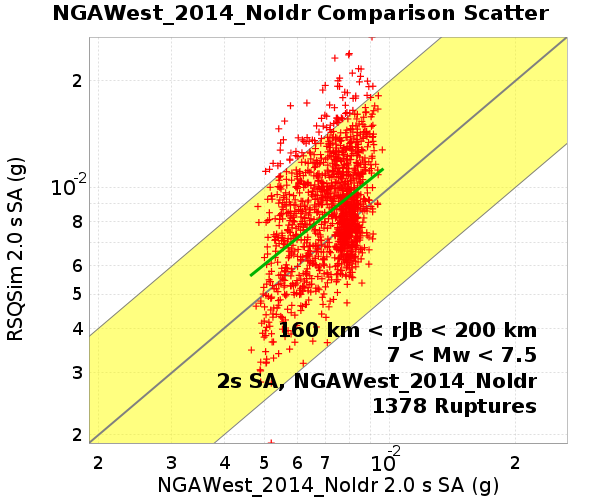 NGAWest_2014_NoIdr Comparison Scatter
RSQSim 2.0 s SA (g)
2
10-2
8
6
5
4
3
2
160 km < rJB < 200 km
7 < Mw < 7.5
2s SA, NGAWest_2014_NoIdr
1378 Ruptures
2 3 4 5 6 7 10-2 2
NGAWest_2014_NoIdr 2.0 s SA (g)